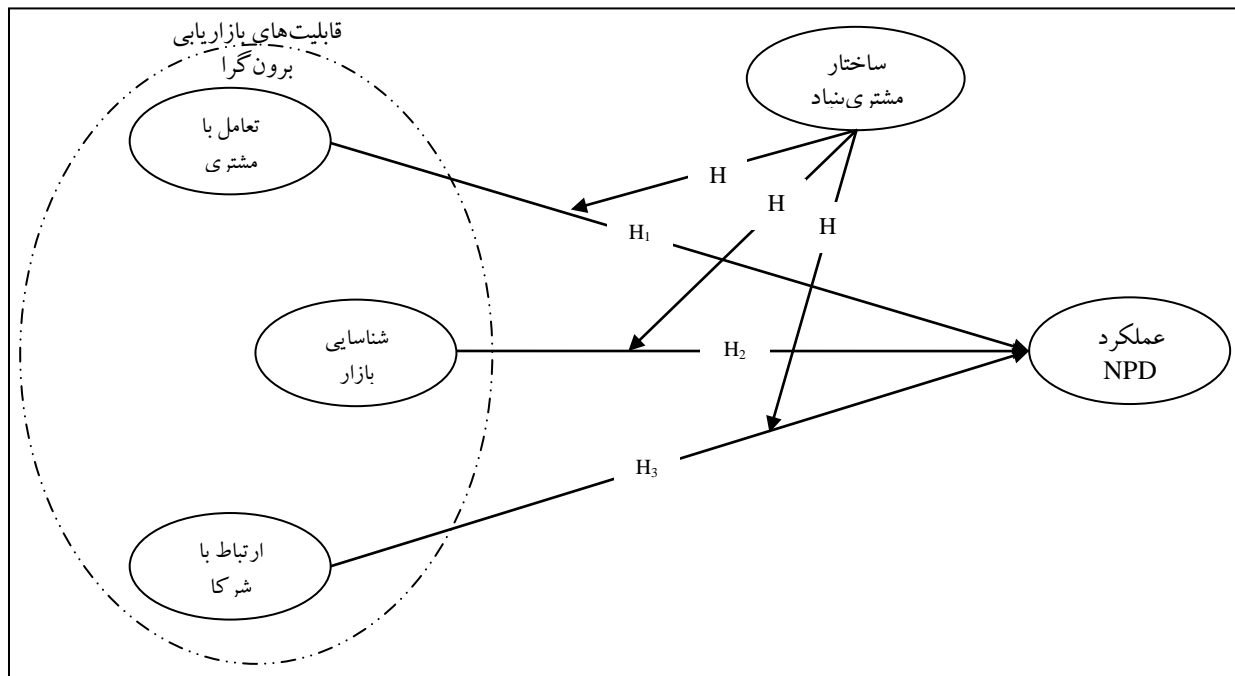 قابلیت‌های بازاریابی
برون‌گرا
ساختار
مشتری‌بنیاد
تعامل با
مشتری
H
H
H
H₁
شناسایی
بازار
H₂
عملکرد
NPD
H₃
ارتباط با
شرکا